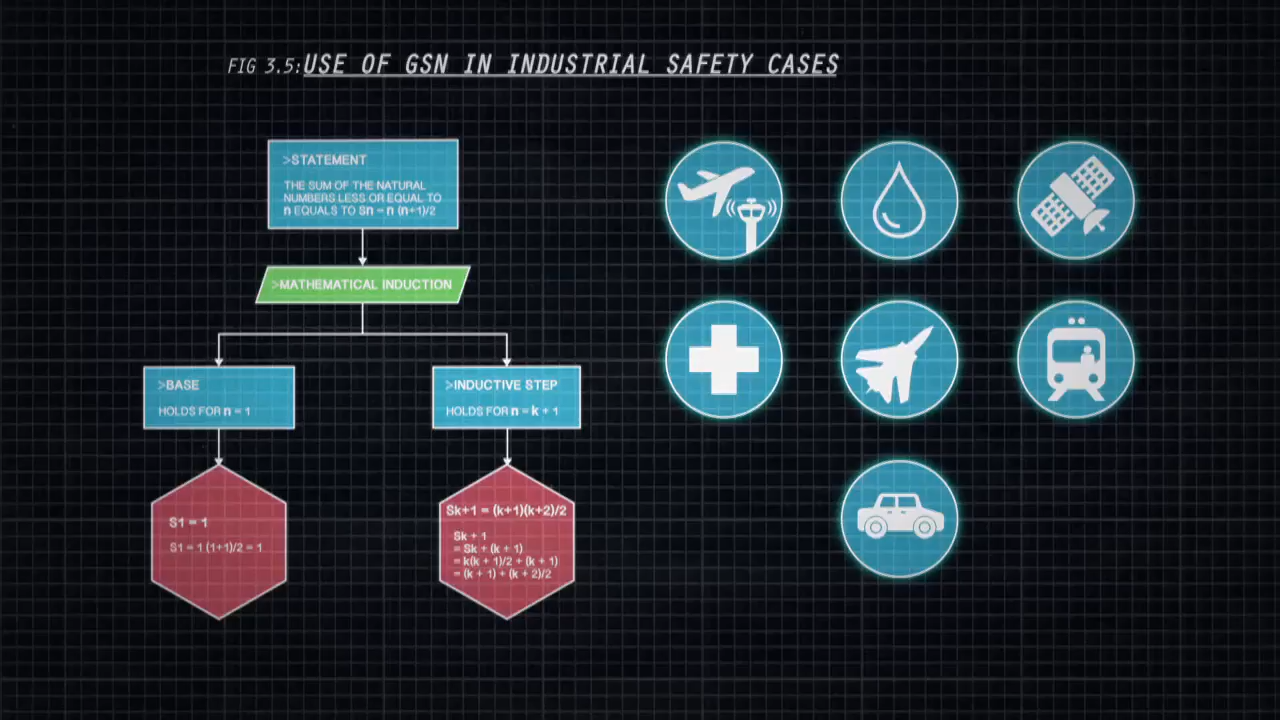 FIG 3.5: USE OF GSN IN INDUSTRIAL SAFETY CASES
>STATEMENT
THE SUM OF THE NATURAL
NUMBERS LESS OR EQUAL TO
n EQUALS TO Sn = n (n+1)/2
>MATHEMATICAL INDUCTION
>BASE
HOLDS FOR n = 1
>INDUCTIVE STEP
HOLDS FOR n = k + 1
S1 = 1
S1 = 1 (1+1)/2 = 1
Sk+1 = (k+1)(k+2)/2
Sk + 1
= Sk + (k + 1)
= k(k + 1)/2 + (k + 1)
= (k + 1) + (k + 2)/2